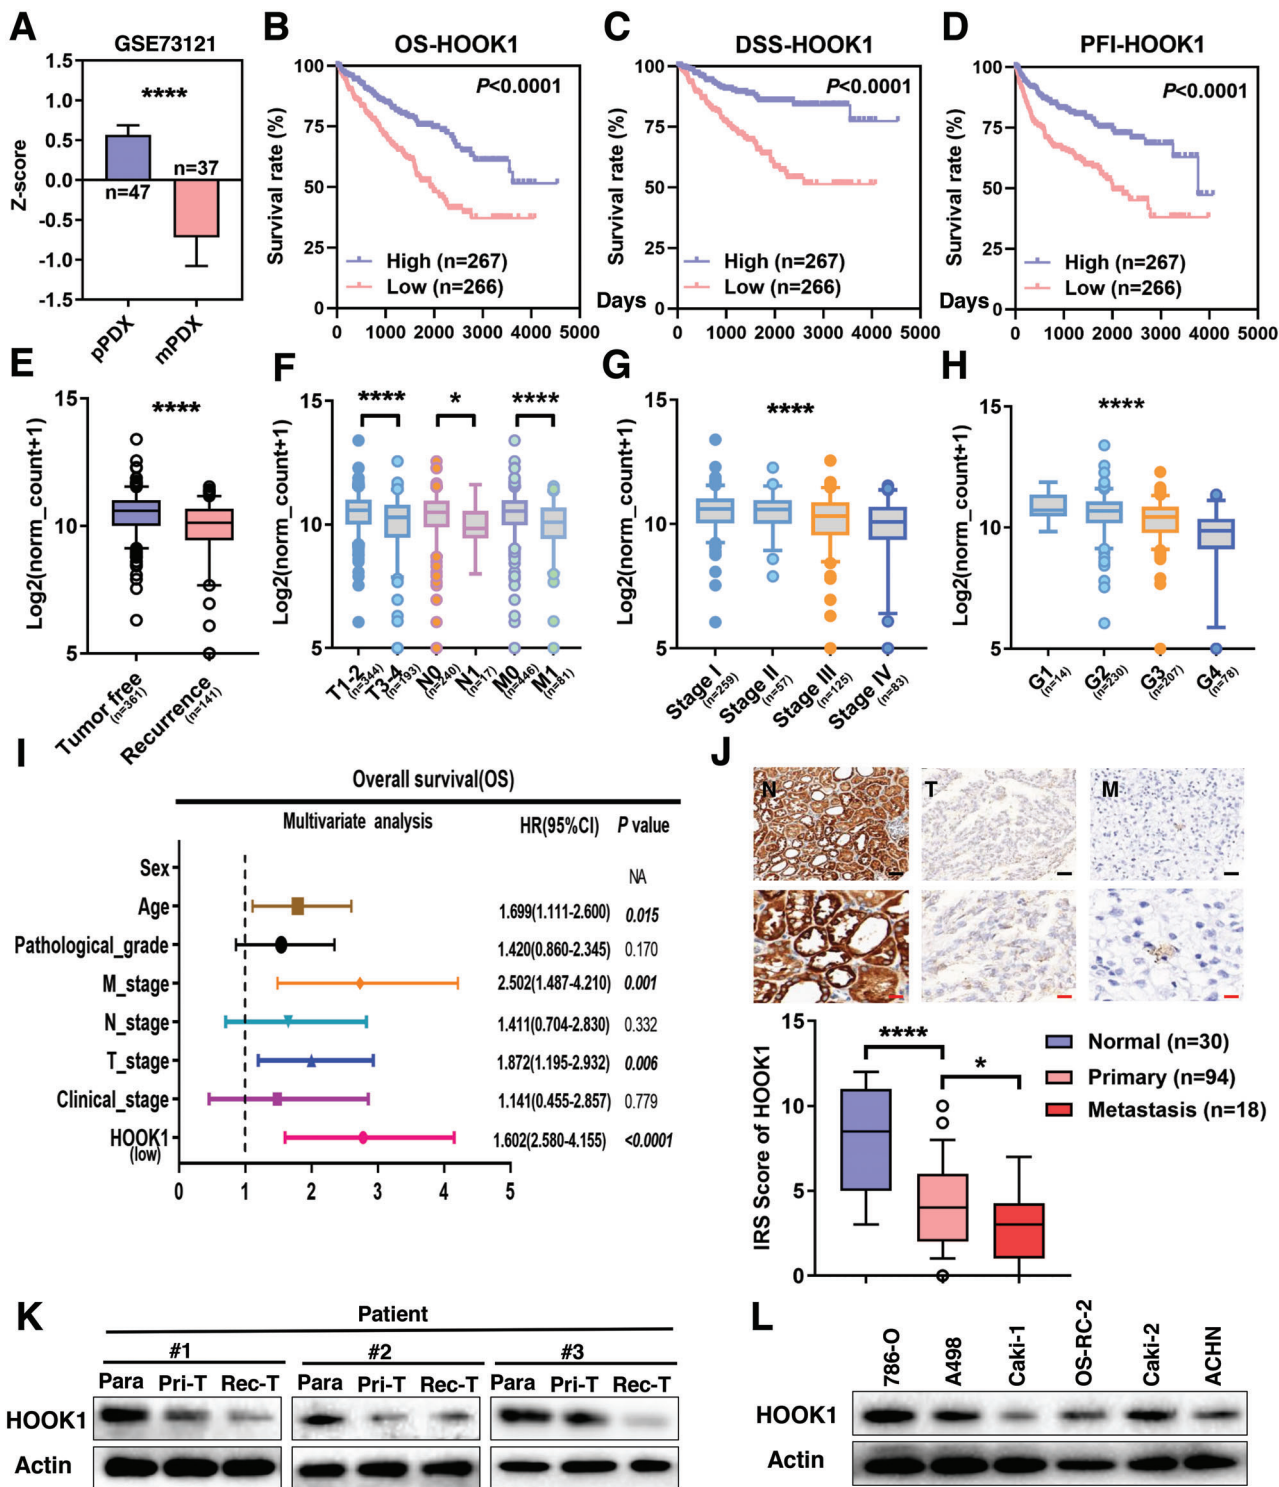 A
GSE73121
1.5
1.0
0.5
0.0
-0.5
-1.0
-1.5
Z-score
****
n=37
n=47
pPDX
mPDX
B
OS-HOOK1
P<0.0001
Survival rate (%)
100
75
50
25
0
High (n=267)
Low (n=266)
0 1000 2000 3000 4000 5000
Days
C
DSS-HOOK1
P<0.0001
Survival rate (%)
100
75
50
25
0
High (n=267)
Low (n=266)
0 1000 2000 3000 4000 5000
Days
D
PFI-HOOK1
P<0.0001
Survival rate (%)
100
75
50
25
0
High (n=267)
Low (n=266)
0 1000 2000 3000 4000 5000
E
Log2(norm_count+1)
15
10
5
****
Tumor free
(n=361)
Recurrence
(n=141)
F
Log2(norm_count+1)
15
10
5
**** * ****
T1-2
(n=344)
T3-4
(n=193)
N0
(n=240)
N1
(n=17)
M0
(n=446)
M1
(n=81)
G
Log2(norm_count+1)
15
10
5
****
Stage I
(n=259)
Stage II
(n=57)
Stage III
(n=125)
Stage IV
(n=83)
H
Log2(norm_count+1)
15
10
5
****
G1
(n=14)
G2
(n=230)
G3
(n=207)
G4
(n=78)
I
Overall survival(OS)
Multivariate analysis HR(95%CI) P value
Sex NA
Age 1.699(1.111-2.600) 0.015
Pathological_grade 1.420(0.860-2.345) 0.170
M_stage 2.502(1.487-4.210) 0.001
N_stage 1.411(0.704-2.830) 0.332
T_stage 1.872(1.195-2.932) 0.006
Clinical_stage 1.141(0.455-2.857) 0.779
HOOK1 1.602(2.580-4.155) <0.0001
(low)
0 1 2 3 4 5
J
N T M
IRS Score of HOOK1
15
10
5
0
****
*
Normal (n=30)
Primary (n=94)
Metastasis (n=18)
K
Patient
#1 #2 #3
Para Pri-T Rec-T Para Pri-T Rec-T Para Pri-T Rec-T
HOOK1
Actin
L
786-O
A498
Caki-1
OS-RC-2
Caki-2
ACHN
HOOK1
Actin